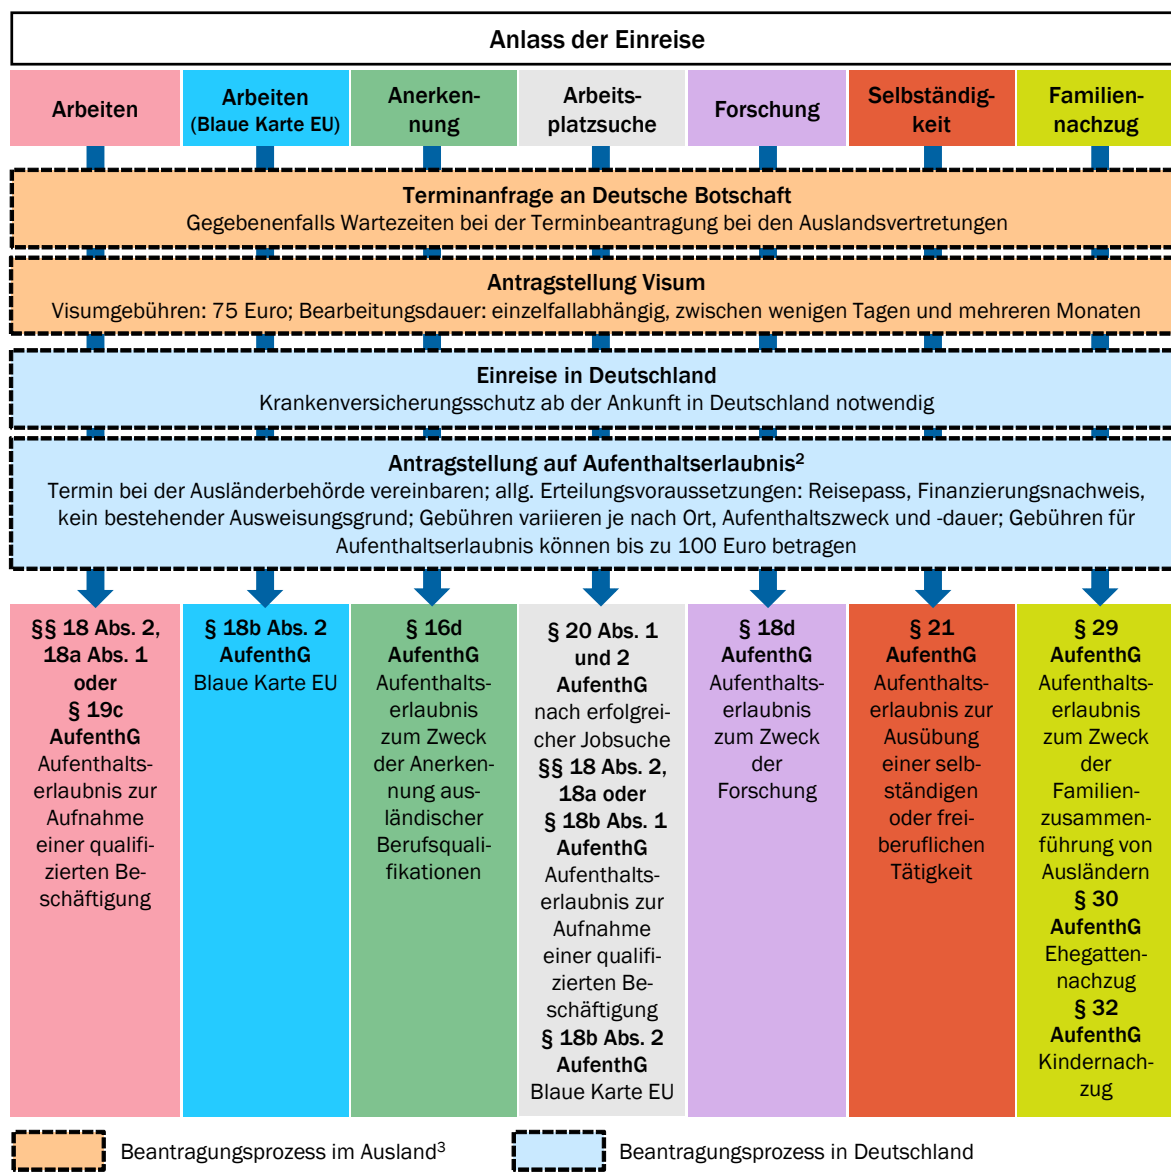 Anlass der Einreise
Arbeiten
Arbeiten
(Blaue Karte EU)
Anerken-
nung
Arbeits-
platzsuche
Forschung
Selbständig-
keit
Familien-
nachzug
Terminanfrage an Deutsche Botschaft
Gegebenenfalls Wartezeiten bei der Terminbeantragung bei den Auslandsvertretungen
Antragstellung Visum
Visumgebühren: 75 Euro; Bearbeitungsdauer: einzelfallabhängig, zwischen wenigen Tagen und mehreren Monaten
Einreise in Deutschland
Krankenversicherungsschutz ab der Ankunft in Deutschland notwendig
Antragstellung auf Aufenthaltserlaubnis²
Termin bei der Ausländerbehörde vereinbaren; allg. Erteilungsvoraussetzungen: Reisepass, Finanzierungsnachweis,
kein bestehender Ausweisungsgrund; Gebühren variieren je nach Ort, Aufenthaltszweck und -dauer; Gebühren für
Aufenthaltserlaubnis können bis zu 100 Euro betragen
§§ 18 Abs. 2,
18a Abs. 1
oder
§ 19c
AufenthG
Aufenthalts-
erlaubnis zur
Aufnahme
einer qualifi-
zierten Be-
schäftigung
§ 18b Abs. 2
AufenthG
Blaue Karte EU
§ 16d
AufenthG
Aufenthalts-
erlaubnis
zum Zweck
der Anerken-
nung aus-
ländischer
Berufsquali-
fikationen
§ 20 Abs. 1
und 2
AufenthG
nach erfolgrei-
cher Jobsuche
§§ 18 Abs. 2,
18a oder
§ 18b Abs. 1
AufenthG
Aufenthalts-
erlaubnis zur
Aufnahme
einer qualifi-
zierten Be-
schäftigung
§ 18b Abs. 2
AufenthG
Blaue Karte EU
§ 18d
AufenthG
Aufenthalts-
erlaubnis
zum Zweck
der
Forschung
§ 21
AufenthG
Aufenthalts-
erlaubnis zur
Ausübung
einer selb-
ständigen
oder frei-
beruflichen
Tätigkeit
§ 29
AufenthG
Aufenthalts-
erlaubnis
zum Zweck
der
Familien-
zusammen-
führung von
Ausländern
§ 30
AufenthG
Ehegatten-
nachzug
§ 32
AufenthG
Kindernach-
zug
Beantragungsprozess im Ausland³
Beantragungsprozess in Deutschland